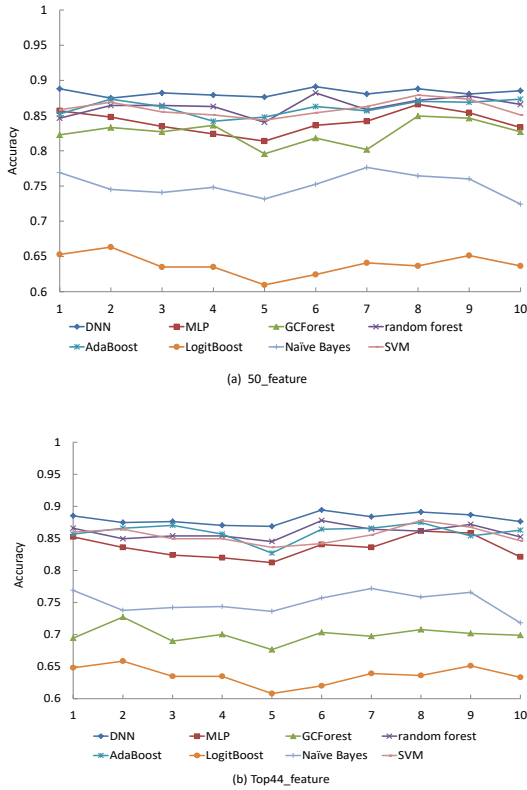 1
0.95
0.9
0.85
0.8
0.75
0.7
0.65
0.6
Accuracy
1 2 3 4 5 6 7 8 9 10
DNN MLP GCForest random forest
AdaBoost LogitBoost Naïve Bayes SVM
(a) 50_feature
1
0.95
0.9
0.85
0.8
0.75
0.7
0.65
0.6
Accuracy
1 2 3 4 5 6 7 8 9 10
DNN MLP GCForest random forest
AdaBoost LogitBoost Naïve Bayes SVM
(b) Top44_feature